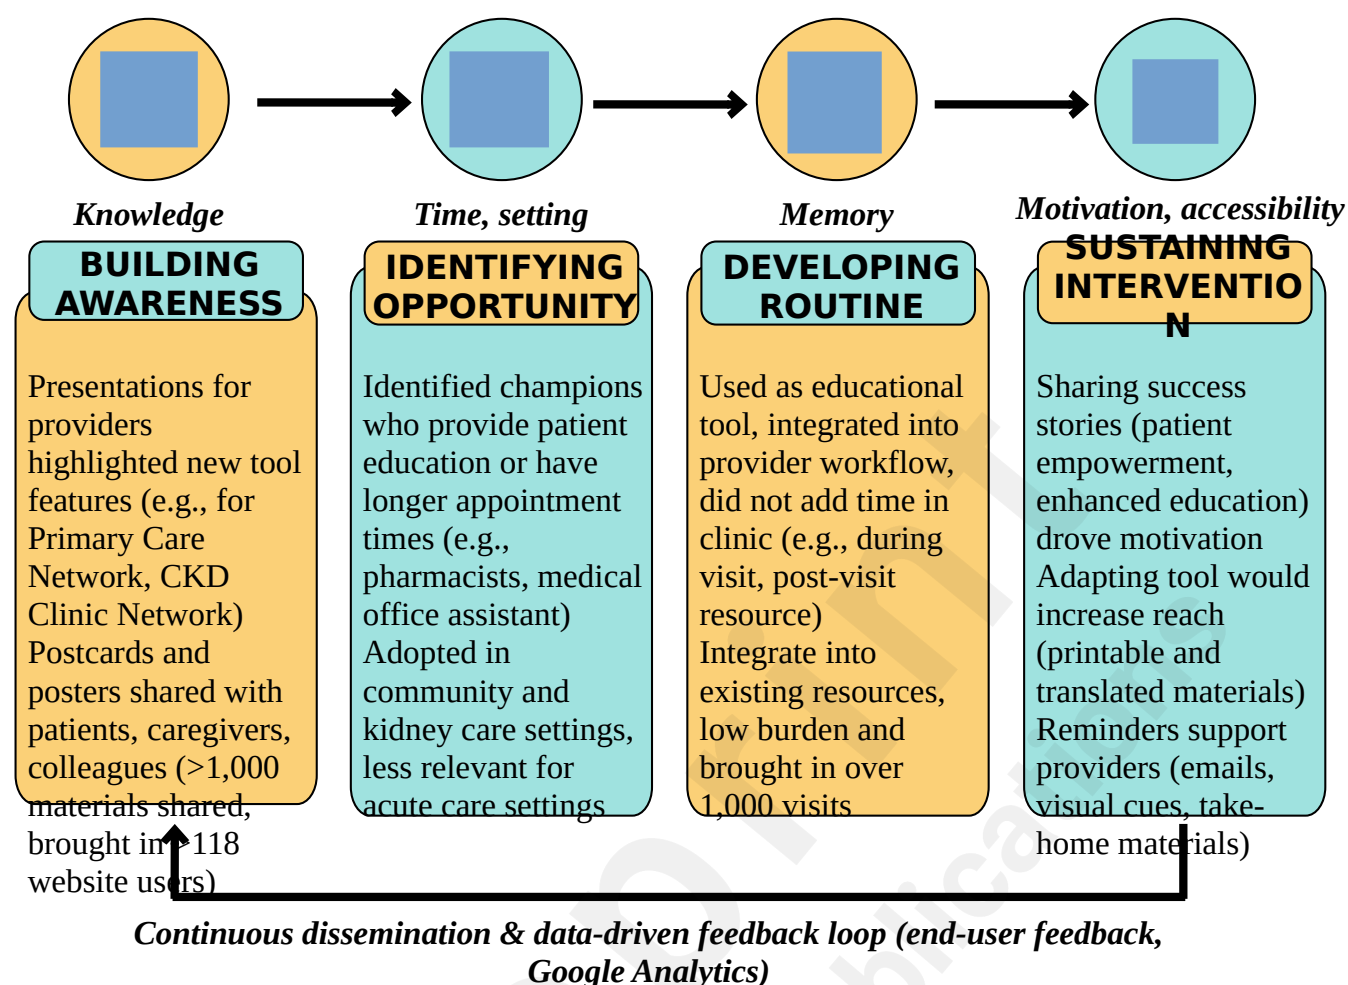 Knowledge
BUILDING
AWARENESS
Presentations for
providers
highlighted new tool
features (e.g., for
Primary Care
Network, CKD
Clinic Network)
Postcards and
posters shared with
patients, caregivers,
colleagues (>1,000
materials shared,
brought in >118
website users)
Time, setting
IDENTIFYING
OPPORTUNITY
Identified champions
who provide patient
education or have
longer appointment
times (e.g.,
pharmacists, medical
office assistant)
Adopted in
community and
kidney care settings,
less relevant for
acute care settings
Memory
DEVELOPING
ROUTINE
Used as educational
tool, integrated into
provider workflow,
did not add time in
clinic (e.g., during
visit, post-visit
resource)
Integrate into
existing resources,
low burden and
brought in over
1,000 visits
Motivation, accessibility
SUSTAINING
INTERVENTIO
N
Sharing success
stories (patient
empowerment,
enhanced education)
drove motivation
Adapting tool would
increase reach
(printable and
translated materials)
Reminders support
providers (emails,
visual cues, take-
home materials)
Continuous dissemination & data-driven feedback loop (end-user feedback,
Google Analytics)